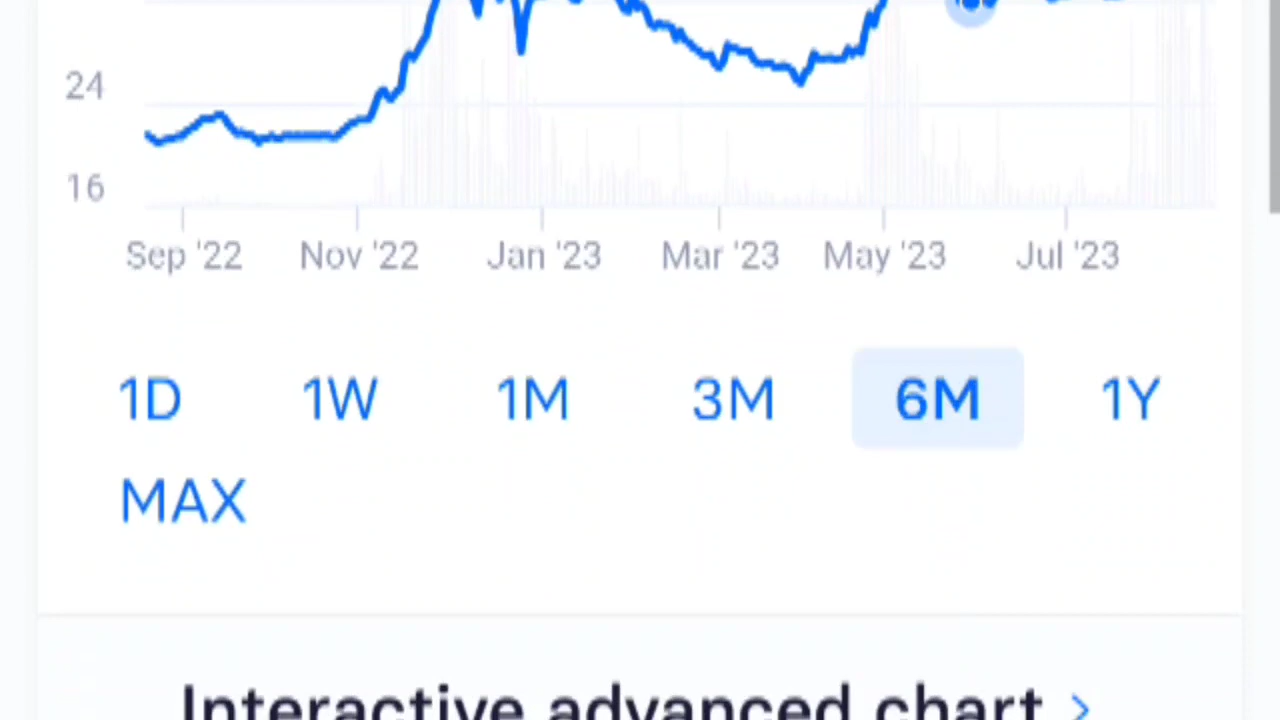 24
16
Sep '22 Nov '22 Jan '23 Mar '23 May '23 Jul '23
1D 1W 1M 3M 6M 1Y
MAX
Interactive advanced chart >